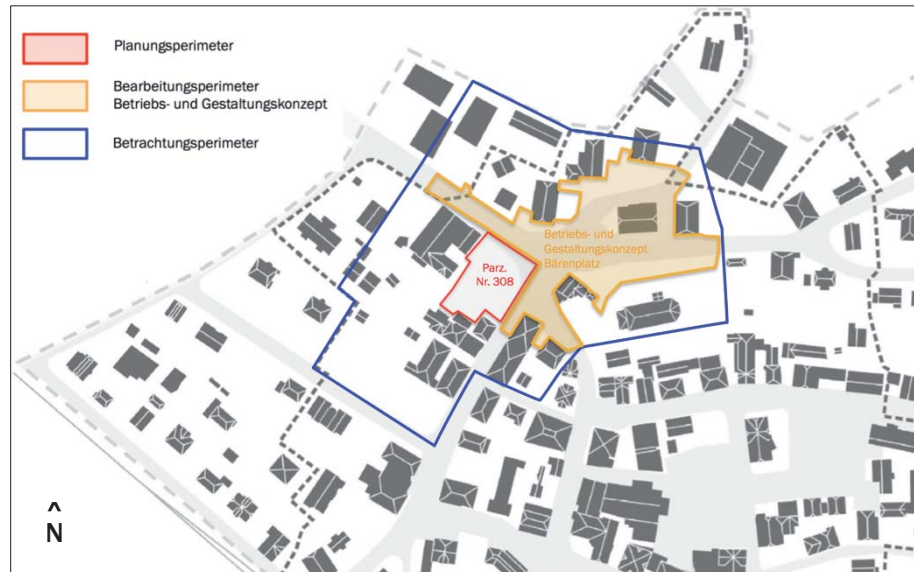 Planungsperimeter
Bearbeitungsperimeter
Betriebs- und Gestaltungskonzept
Betrachtungsperimeter
Betriebs- und
Gestaltungskonzept
Bärenplatz
Parz.
Nr. 308
^
N